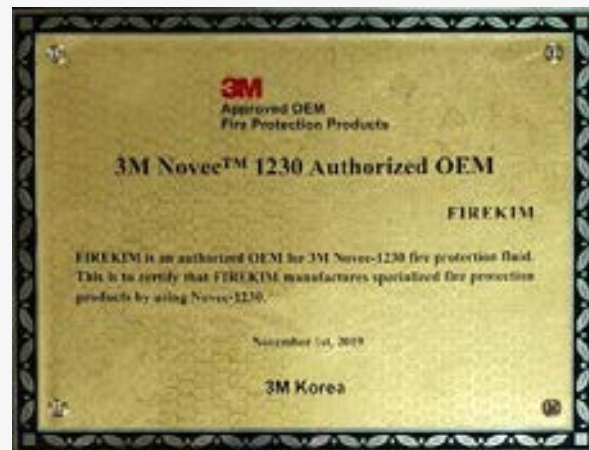 3M
Approved OEM
Fire Protection Products
3M Novec™ 1230 Authorized OEM
FIREKIM
FIREKIM is an authorized OEM for 3M Novec-1230 fire protection fluid.
This is to certify that FIREKIM manufactures specialized fire protection
products by using Novec-1230.
November 1st, 2019
3M Korea